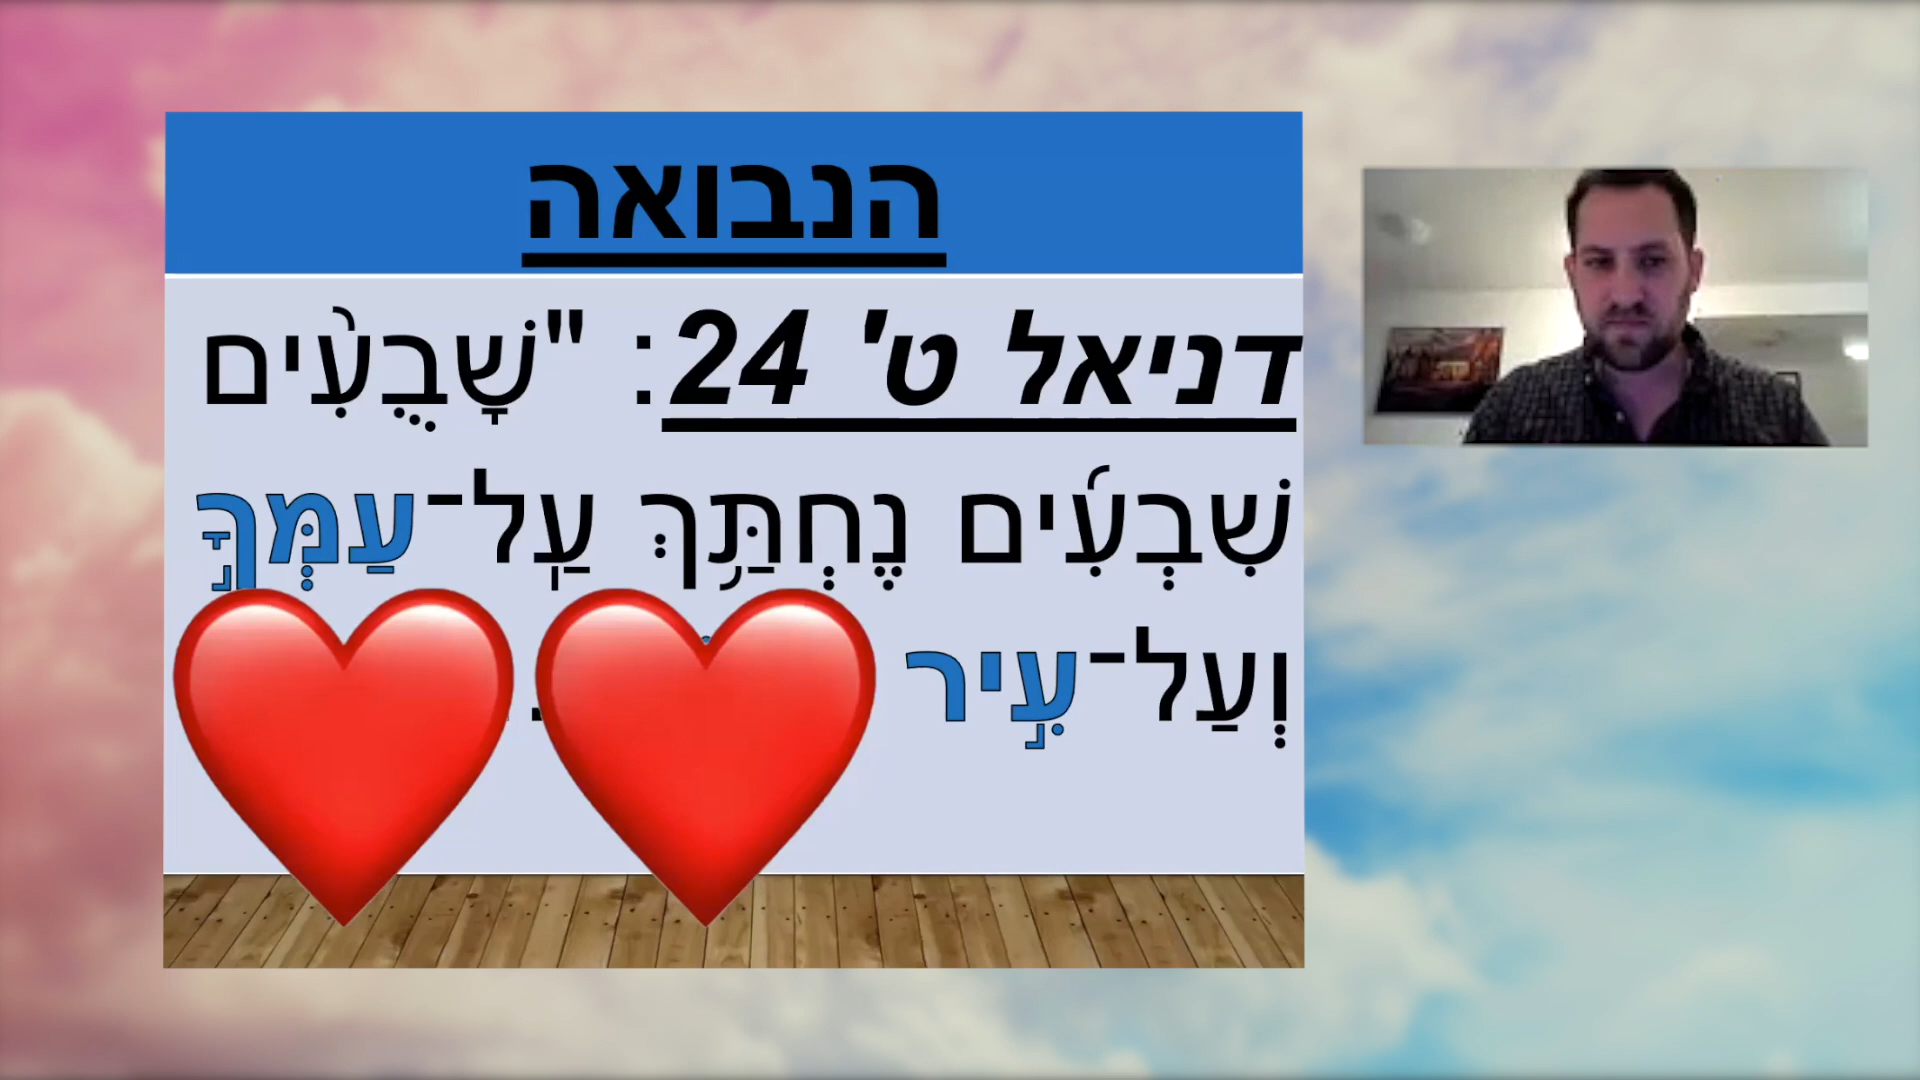 הנבואה
דניאל ט' 24: "שָׁבֻעִ֨ים
שִׁבְעִ֜ים נֶחְתַּ֥ךְ עַֽל־עַמְּךָ֣
וְעַל־עִ֣יר